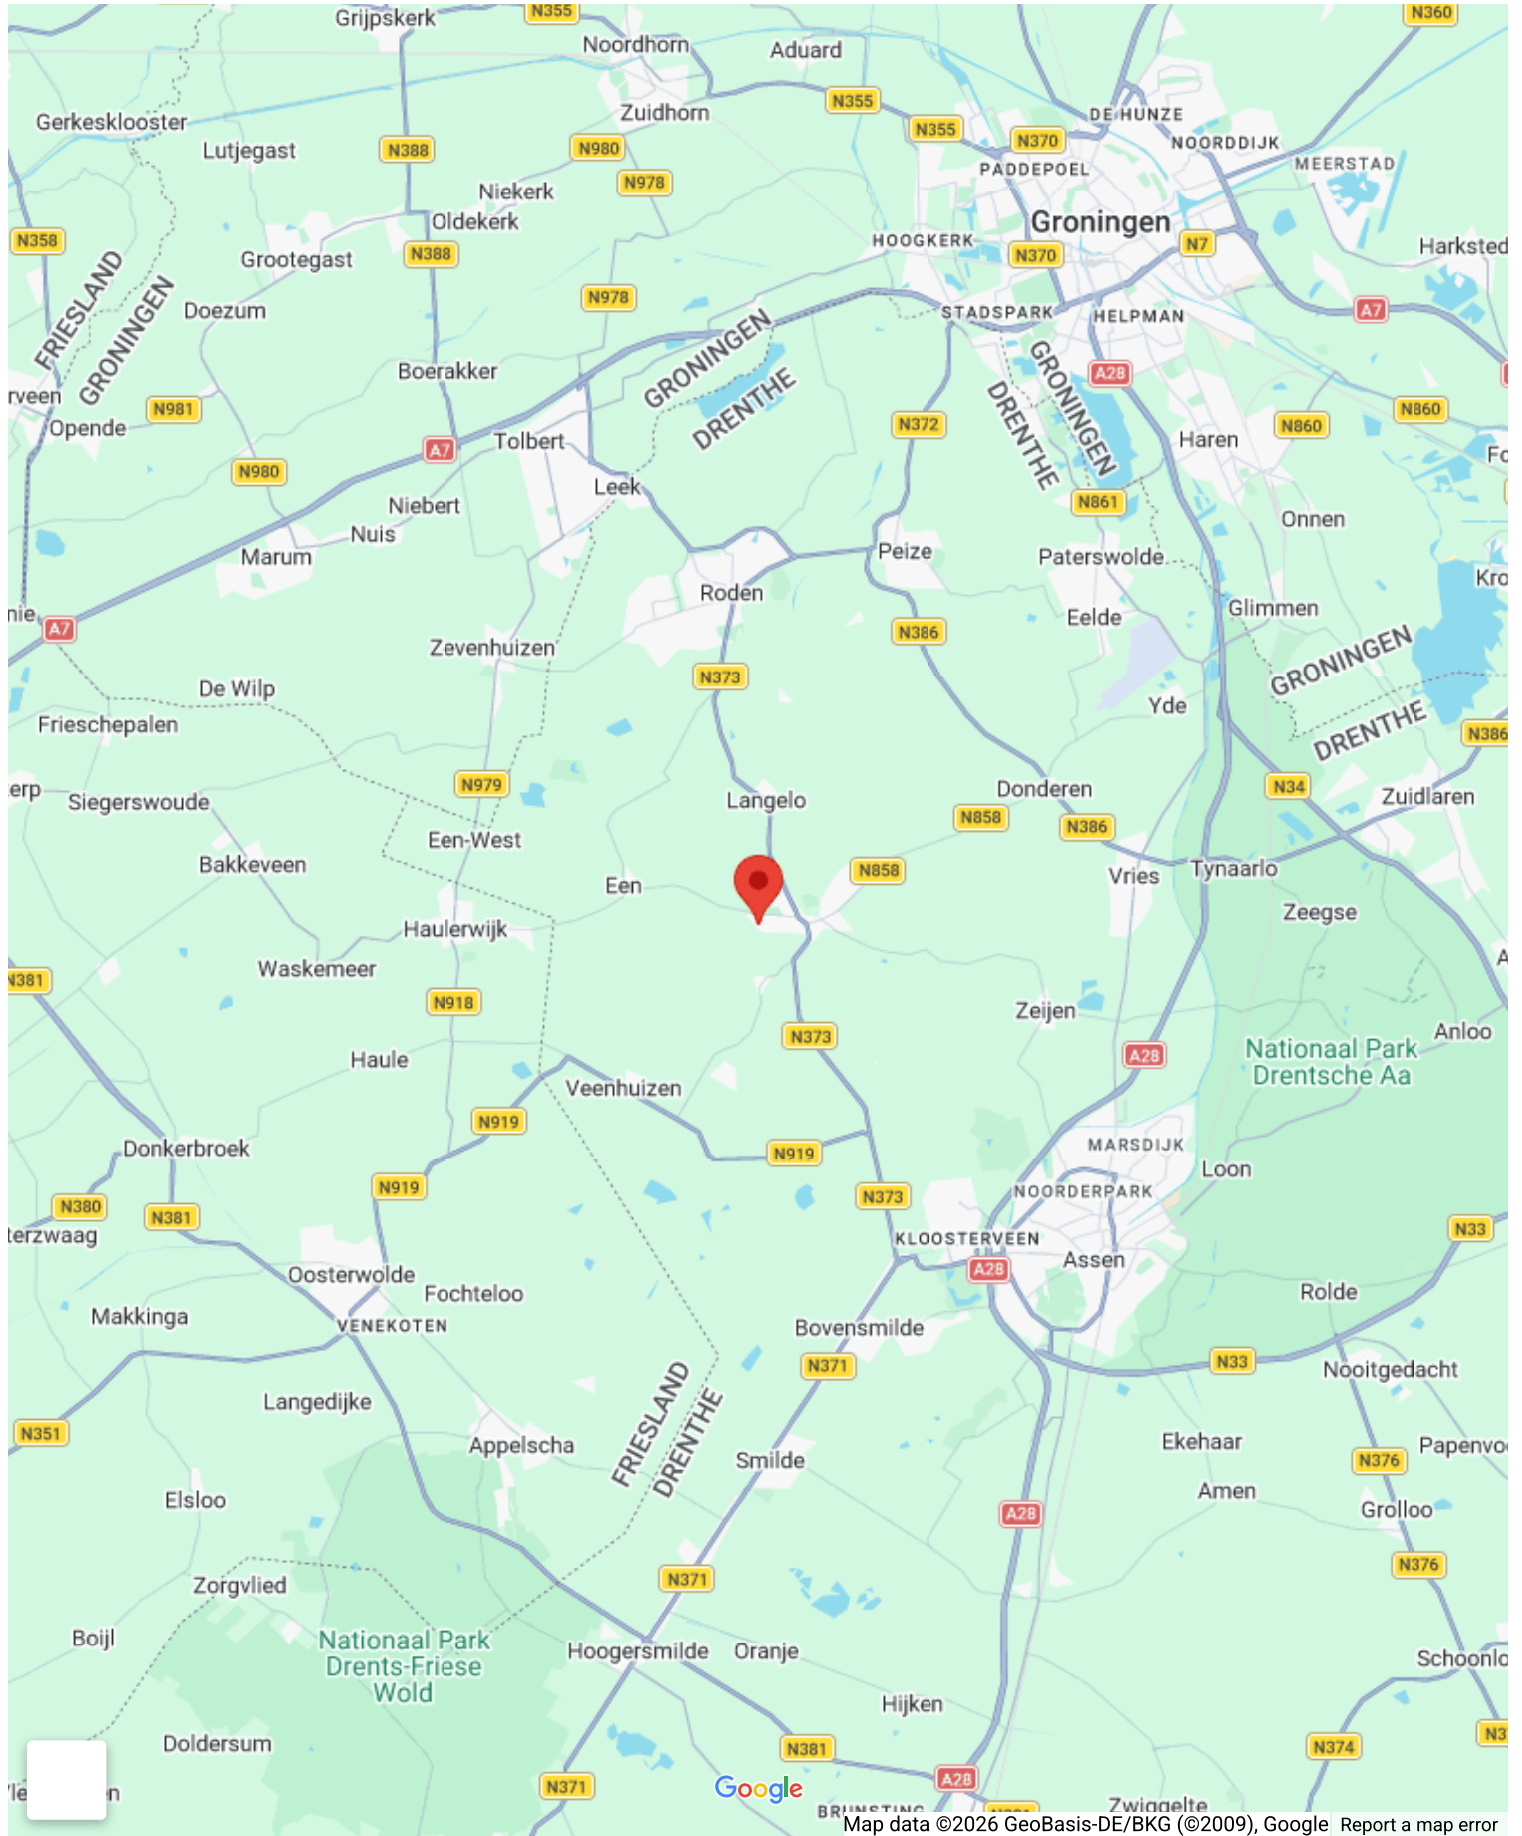 Grijpskerk
N355
N360
Noordhorn
Aduard
Zuidhorn
N355
DE HUNZE
Gerkesklooster
N355
N370
NOORDDIJK
Lutjegast
N388
N980
PADDEPOEL
MEERSTAD
N978
Niekerk
Oldekerk
Groningen
N358
HOOGKERK
N7
Harksted
Grootegast
N388
N370
N978
Doezum
FRIESLAND
GRONINGEN
STADSPARK
HELPMAN
A7
GRONINGEN
DRENTHE
GRONINGEN
DRENTHE
Boerakker
A28
rveen
N981
N860
Opende
N372
N860
A7
Tolbert
Haren
N980
Leek
Niebert
N861
Onnen
Nuis
Marum
Peize
Paterswolde
Kro
Roden
nie
A7
Eelde
Glimmen
N386
Zevenhuizen
GRONINGEN
DRENTHE
N373
De Wilp
Yde
Frieschepalen
N386
erp
N979
Donderen
N34
Siegerswoude
Langelo
Zuidlaren
N858
N386
Een-West
Bakkeveen
N858
Tynaarlo
Een
Vries
Zeegse
Haulerwijk
Waskemeer
N381
N918
Zeijen
N373
Anloo
Haule
A28
Nationaal Park
Drentsche Aa
Veenhuizen
N919
Donkerbroek
MARSDIJK
N919
Loon
N919
N373
NOORDERPARK
N380
N381
terzwaag
KLOOSTERVEEN
N33
Assen
Oosterwolde
A28
Fochteloo
Rolde
Makkinga
VENEKOTEN
Bovensmilde
N371
N33
Nooitgedacht
FRIESLAND
DRENTHE
Langedijke
N351
Appelscha
Ekehaar
Papenvo
Smilde
N376
Elsloo
Amen
A28
Grolloo
N376
Zorgvlied
N371
Boijl
Nationaal Park
Drents-Friese
Wold
Hoogersmilde
Oranje
Schoonlo
Hijken
Doldersum
N381
N374
N371
A28
Google
Zwiggelte
BRUNSTING
Map data ©2026 GeoBasis-DE/BKG (©2009), Google
Report a map error